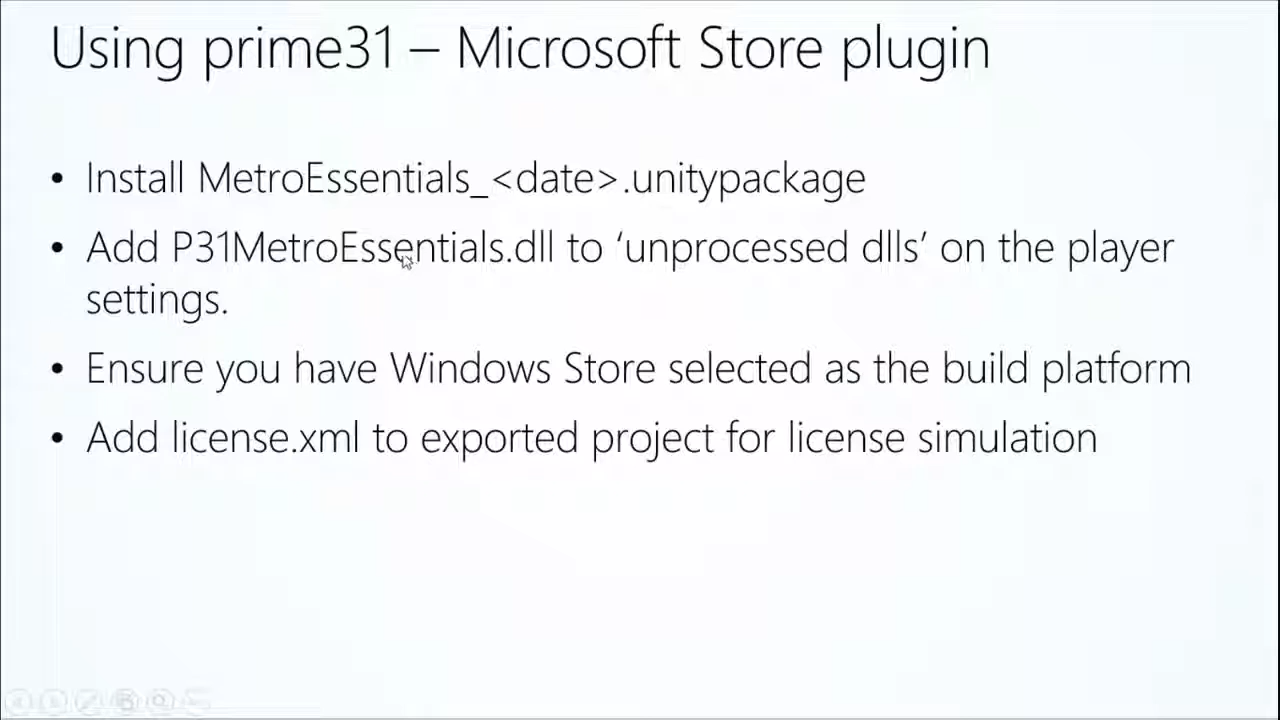 Using prime31 – Microsoft Store plugin
• Install MetroEssentials_<date>.unitypackage
• Add P31MetroEssentials.dll to ‘unprocessed dlls’ on the player
settings.
• Ensure you have Windows Store selected as the build platform
• Add license.xml to exported project for license simulation